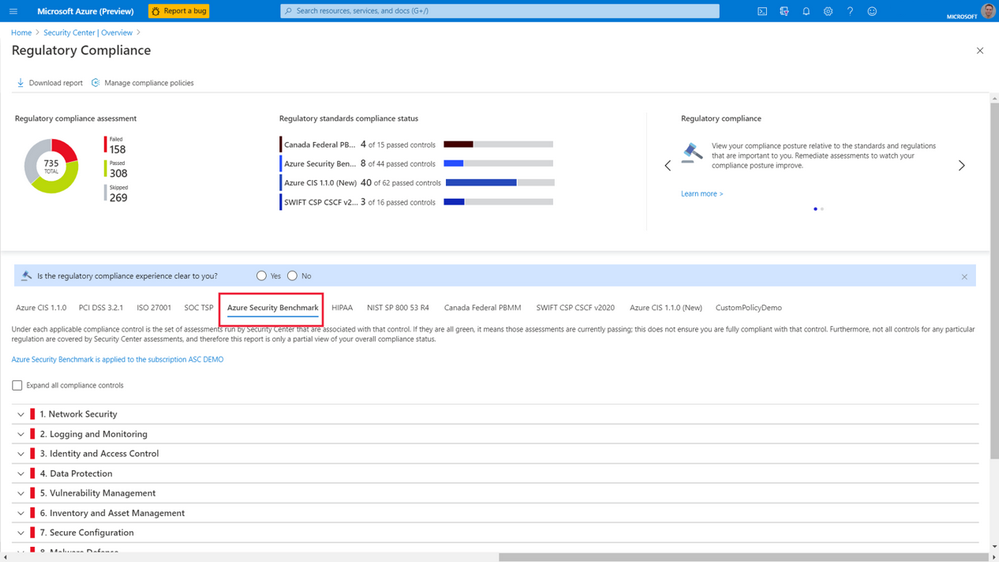 Microsoft Azure (Preview)
Report a bug
Search resources, services, and docs (G+/)
MICROSOFT
Home > Security Center | Overview >
Regulatory Compliance
Download report
Manage compliance policies
Regulatory compliance assessment
735
TOTAL
Failed
158
Passed
308
Skipped
269
Regulatory standards compliance status
Canada Federal PBM... 4 of 15 passed controls
Azure Security Ben... 8 of 44 passed controls
Azure CIS 1.1.0 (New) 40 of 62 passed controls
SWIFT CSP CSCF v2... 3 of 16 passed controls
Regulatory compliance
View your compliance posture relative to the standards and regulations
that are important to you. Remediate assessments to watch your
compliance posture improve.
Learn more >
Is the regulatory compliance experience clear to you?
Yes
No
Azure CIS 1.1.0 PCI DSS 3.2.1 ISO 27001 SOC TSP Azure Security Benchmark HIPAA NIST SP 800 53 R4 Canada Federal PBMM SWIFT CSP CSCF v2020 Azure CIS 1.1.0 (New) CustomPolicyDemo
Under each applicable compliance control is the set of assessments run by Security Center that are associated with that control. If they are all green, it means those assessments are currently passing; this does not ensure you are fully compliant with that control. Furthermore, not all controls for any particular
regulation are covered by Security Center assessments, and therefore this report is only a partial view of your overall compliance status.
Azure Security Benchmark is applied to the subscription ASC DEMO
Expand all compliance controls
1. Network Security
2. Logging and Monitoring
3. Identity and Access Control
4. Data Protection
5. Vulnerability Management
6. Inventory and Asset Management
7. Secure Configuration
8. Malware Defense